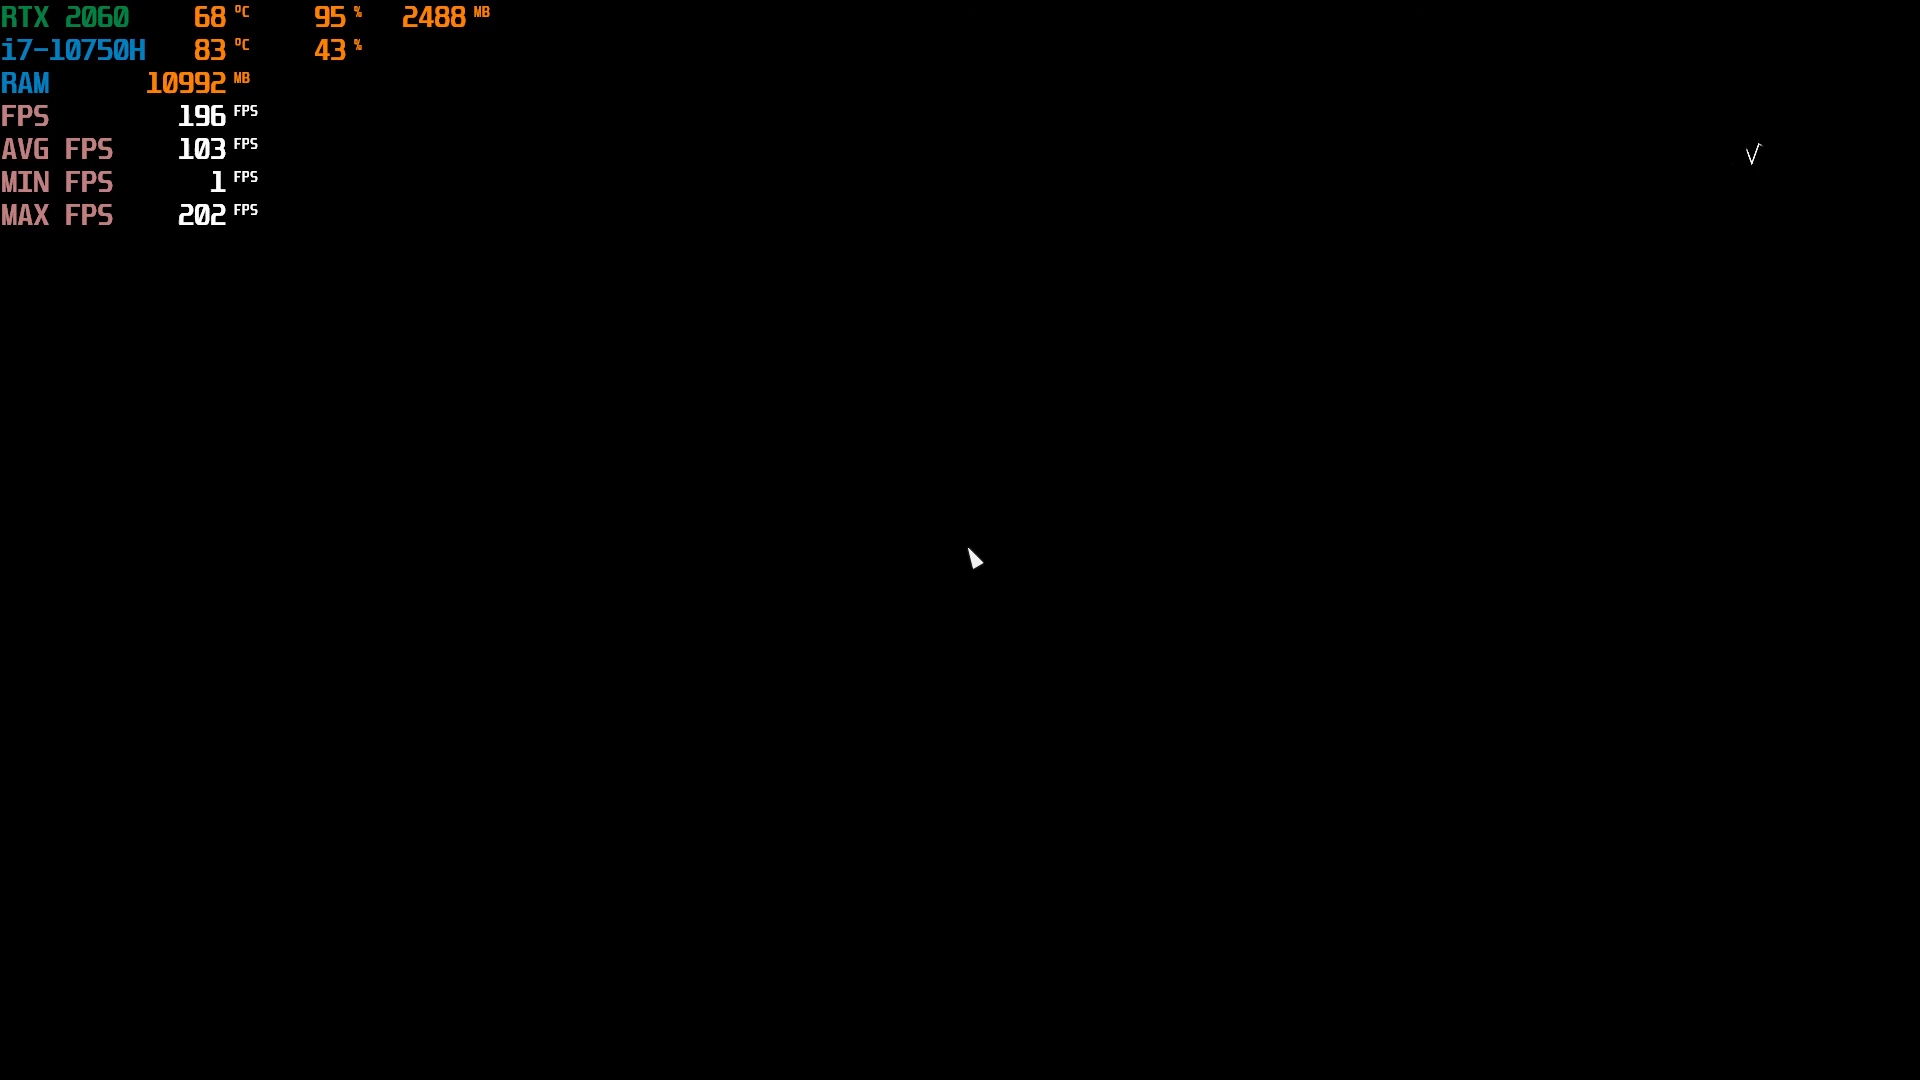 RTX 2060 68 °C 95 % 2488 MB
i7-10750H 83 °C 43 %
RAM 10992 MB
FPS 196 FPS
AVG FPS 103 FPS
MIN FPS 1 FPS
MAX FPS 202 FPS
√